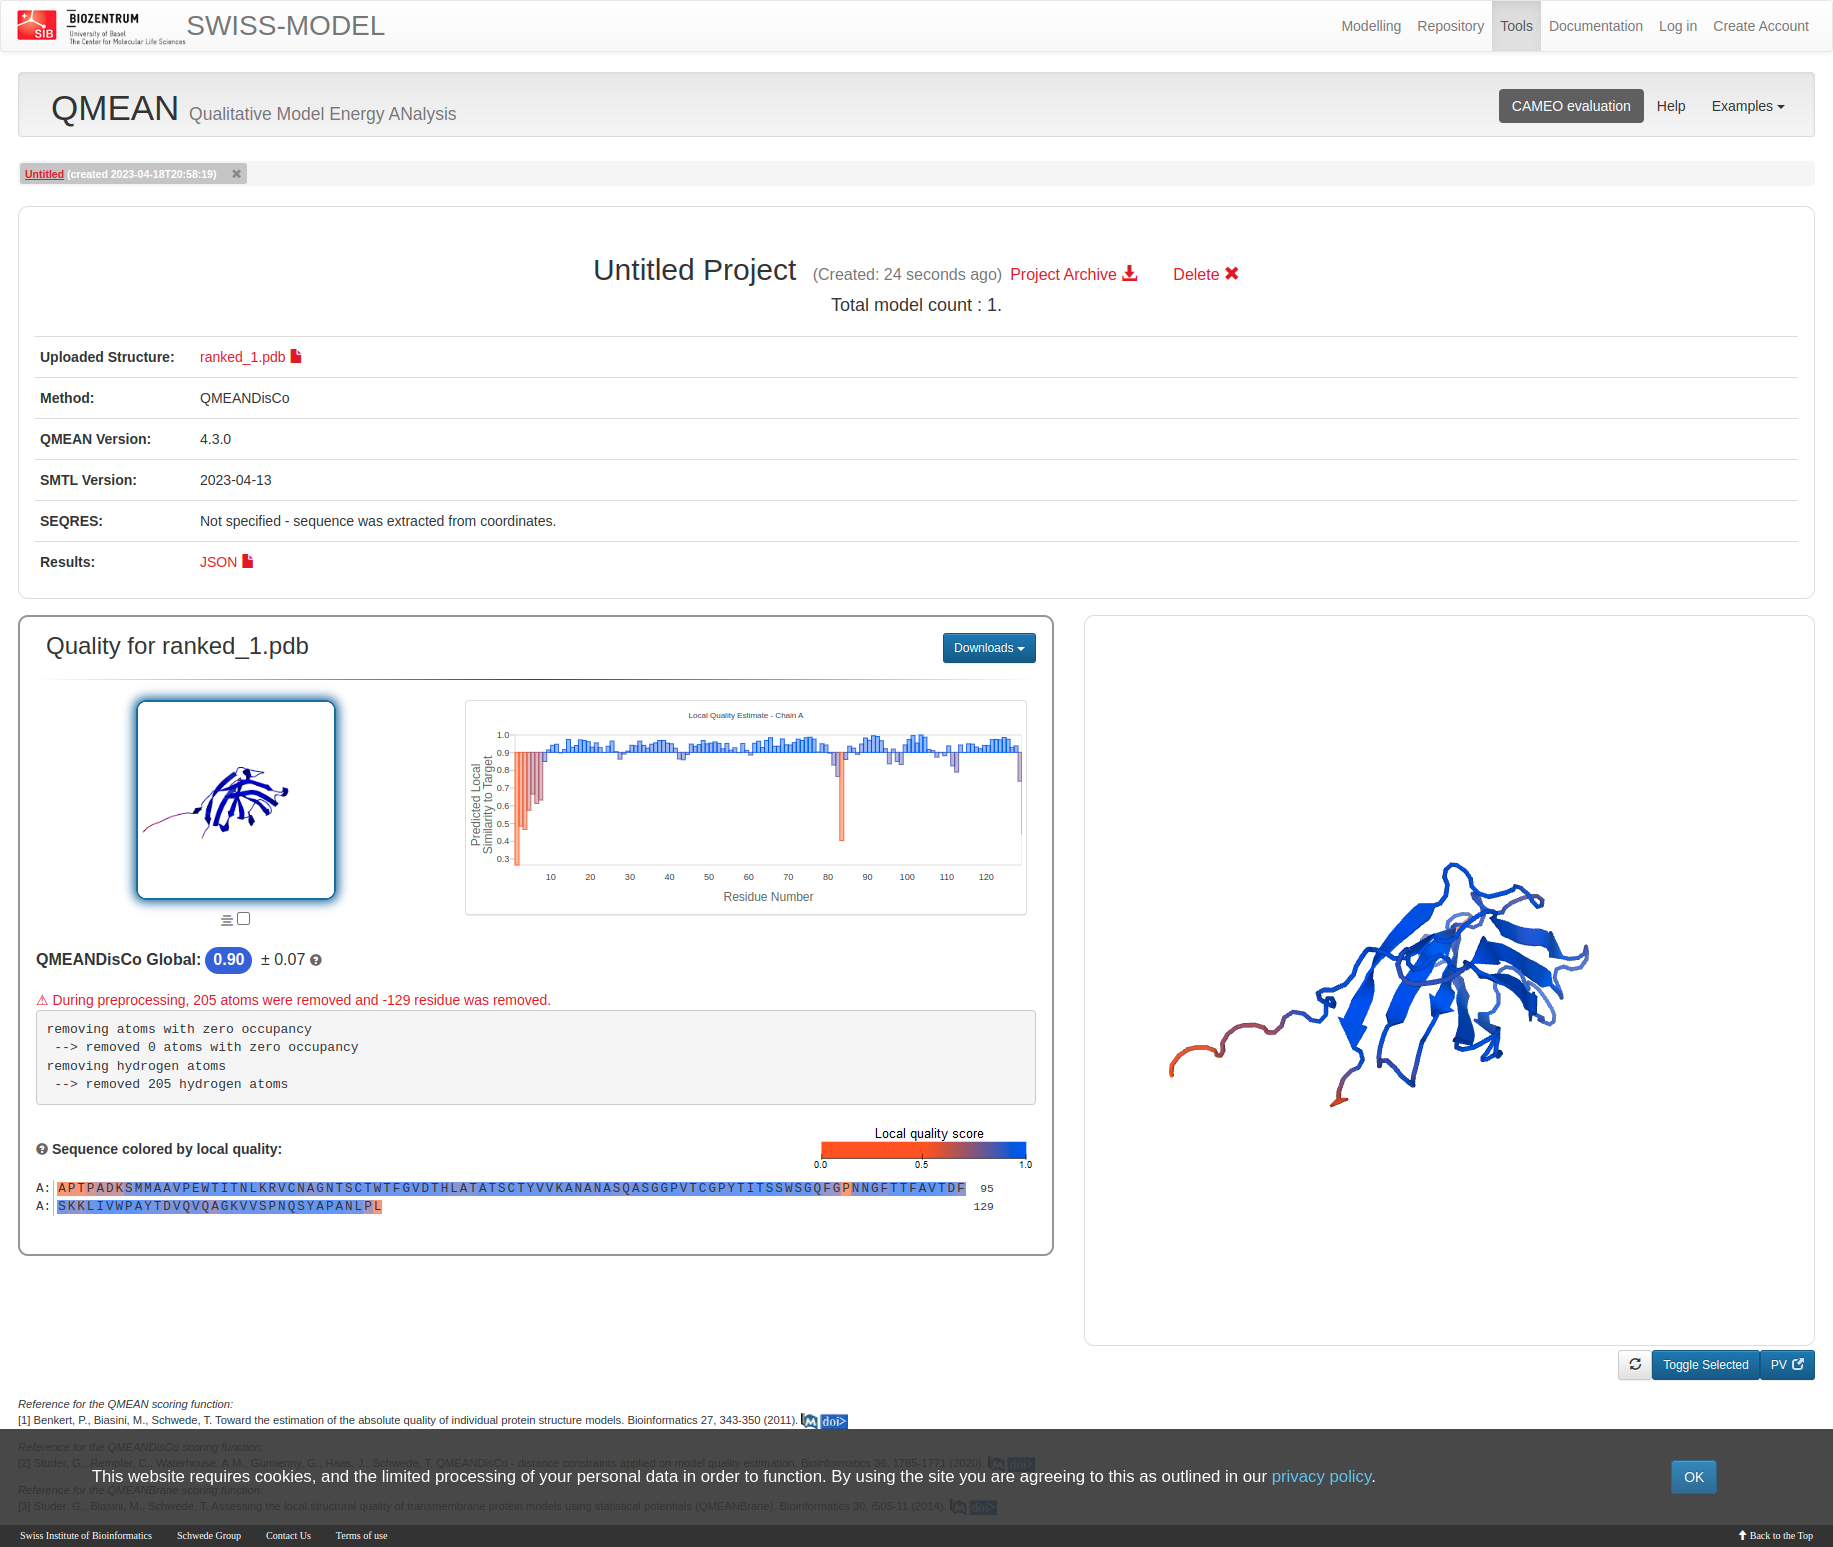 SIB
BIOZENTRUM
University of Basel
The Center for Molecular Life Sciences
SWISS-MODEL
Modelling
Repository
Tools
Documentation
Log in
Create Account
QMEAN Qualitative Model Energy ANalysis
CAMEO evaluation
Help
Examples
Untitled (created 2023-04-18T20:58:19)
Untitled Project (Created: 24 seconds ago) Project Archive Delete
Total model count : 1.
Uploaded Structure: ranked_1.pdb
Method: QMEANDisCo
QMEAN Version: 4.3.0
SMTL Version: 2023-04-13
SEQRES: Not specified - sequence was extracted from coordinates.
Results: JSON
Quality for ranked_1.pdb
Downloads
Local Quality Estimate - Chain A
Predicted Local
Similarity to Target
1.0
0.9
0.8
0.7
0.6
0.5
0.4
0.3
10 20 30 40 50 60 70 80 90 100 110 120
Residue Number
QMEANDisCo Global: 0.90 ± 0.07
⚠ During preprocessing, 205 atoms were removed and -129 residue was removed.
removing atoms with zero occupancy
--> removed 0 atoms with zero occupancy
removing hydrogen atoms
--> removed 205 hydrogen atoms
Sequence colored by local quality:
Local quality score
0.0 0.5 1.0
A: APTPADKSMMAAVPEWTITNLKRVCNAGNTSCTWTFGVDTHLATATSCTYVVKANANASQASGGPVTCGPYTITSSWSGQFGPNNGFTTFAVTDF 95
A: SKKLIVWPAYTDVQVQAGKVVSPNQSYAPANLPL 129
Toggle Selected
PV
Reference for the QMEAN scoring function:
[1] Benkert, P., Biasini, M., Schwede, T. Toward the estimation of the absolute quality of individual protein structure models. Bioinformatics 27, 343-350 (2011). M doi>
Reference for the QMEANDisCo scoring function:
[2] Studer, G., Rempfer, C., Waterhouse, A.M., Gumienny, G., Haas, J., Schwede, T. QMEANDisCo - distance constraints applied on model quality estimation. Bioinformatics 36, 1765-1771 (2020). M doi>
This website requires cookies, and the limited processing of your personal data in order to function. By using the site you are agreeing to this as outlined in our privacy policy.
OK
Reference for the QMEANBrane scoring function:
[3] Studer, G., Biasini, M., Schwede, T. Assessing the local structural quality of transmembrane protein models using statistical potentials (QMEANBrane). Bioinformatics 30, i505-11 (2014). M doi>
Swiss Institute of Bioinformatics
Schwede Group
Contact Us
Terms of use
Back to the Top